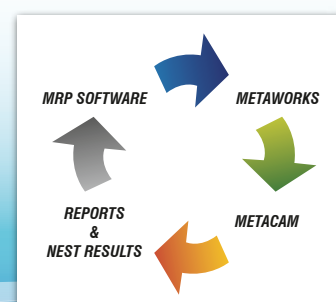 MRP SOFTWARE
METAWORKS
METACAM
REPORTS
&
NEST RESULTS